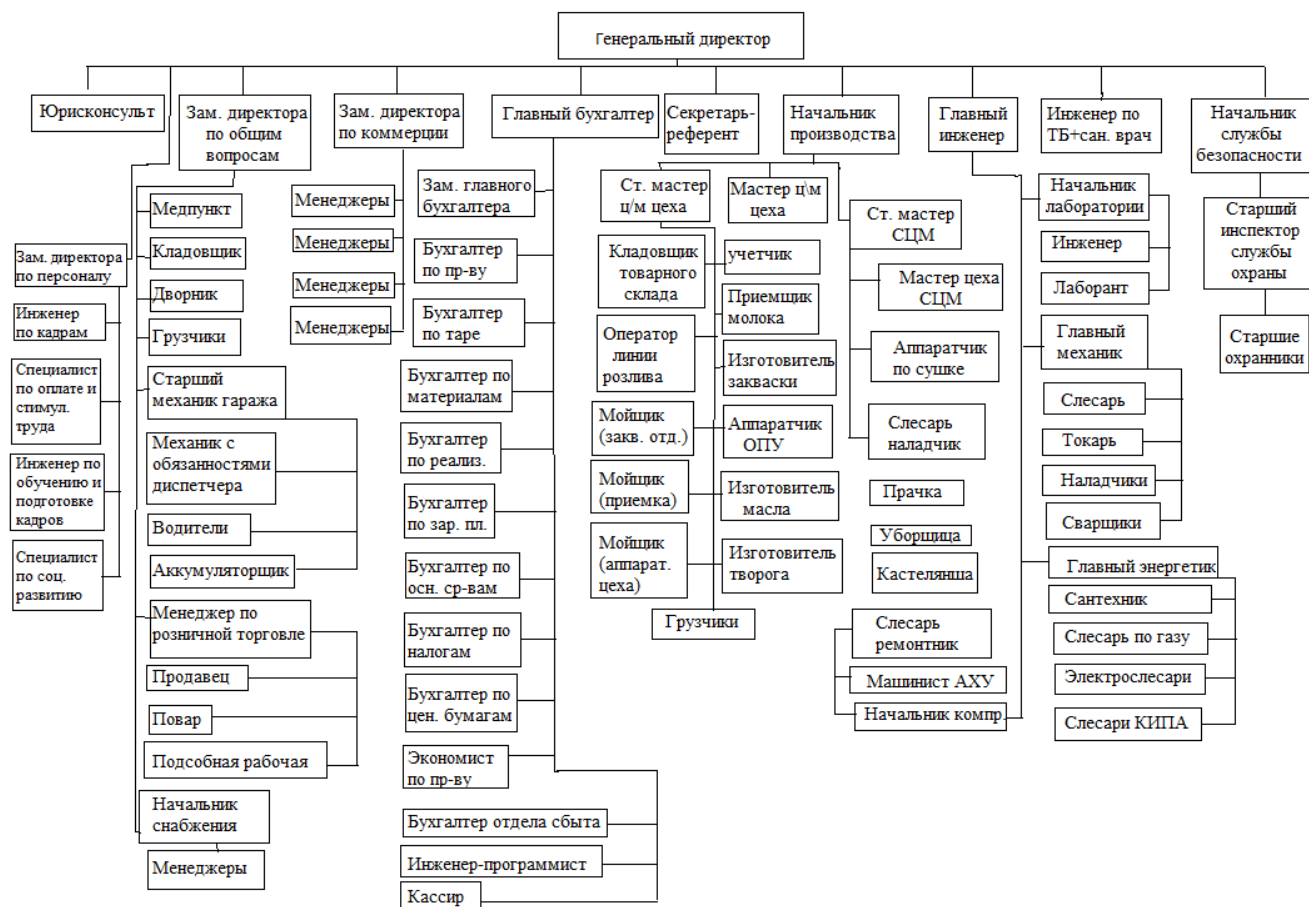 Генеральный директор
Юрисконсульт
Зам. директора
по общим
вопросам
Зам. директора
по коммерции
Главный бухгалтер
Секретарь-
референт
Начальник
производства
Главный
инженер
Инженер по
ТБ+сан. врач
Начальник
службы
безопасности
Зам. директора
по персоналу
Инженер
по кадрам
Специалист
по оплате и
стимул.
труда
Инженер по
обучению и
подготовке
кадров
Специалист
по соц.
развитию
Медпункт
Кладовщик
Дворник
Грузчики
Старший
механик гаража
Механик с
обязанностями
диспетчера
Водители
Аккумуляторщик
Менеджер по
розничной торговле
Продавец
Повар
Подсобная рабочая
Начальник
снабжения
Менеджеры
Менеджеры
Менеджеры
Менеджеры
Менеджеры
Зам. главного
бухгалтера
Бухгалтер
по пр-ву
Бухгалтер
по таре
Бухгалтер по
материалам
Бухгалтер
по реализ.
Бухгалтер
по зар. пл.
Бухгалтер по
осн. ср-вам
Бухгалтер по
налогам
Бухгалтер по
цен. бумагам
Экономист
по пр-ву
Бухгалтер отдела сбыта
Инженер-программист
Кассир
Ст. мастер
ц/м цеха
Мастер ц\м
цеха
Кладовщик
товарного
склада
учетчик
Приемщик
молока
Оператор
линии
розлива
Изготовитель
закваски
Мойщик
(закв. отд.)
Аппаратчик
ОПУ
Мойщик
(приемка)
Изготовитель
масла
Мойщик
(аппарат.
цеха)
Изготовитель
творога
Грузчики
Ст. мастер
СЦМ
Мастер цеха
СЦМ
Аппаратчик
по сушке
Слесарь
наладчик
Прачка
Уборщица
Кастелянша
Слесарь
ремонтник
Машинист АХУ
Начальник компр.
Начальник
лаборатории
Инженер
Лаборант
Главный
механик
Слесарь
Токарь
Наладчики
Сварщики
Главный энергетик
Сантехник
Слесарь по газу
Электрослесари
Слесари КИПА
Старший
инспектор
службы
охраны
Старшие
охранники